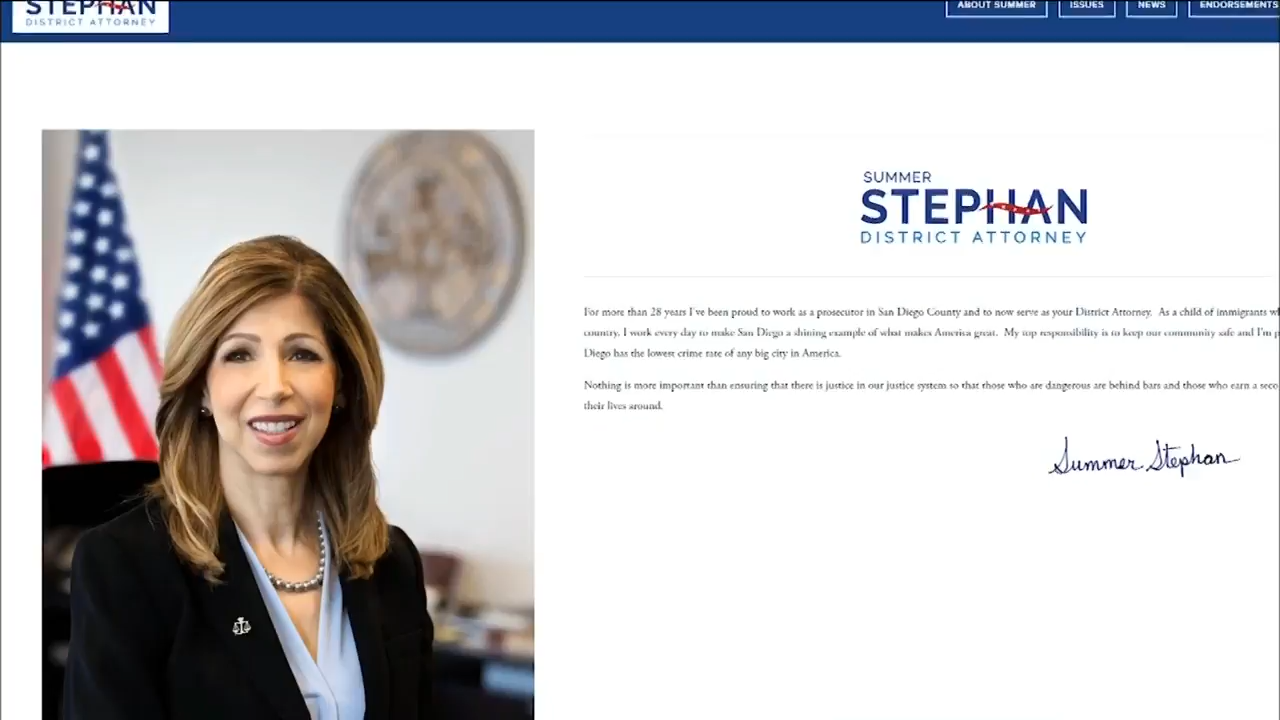 STEPHAN
DISTRICT ATTORNEY
ABOUT SUMMER
ISSUES
NEWS
ENDORSEMENTS
SUMMER
STEPHAN
DISTRICT ATTORNEY
For more than 28 years I've been proud to work as a prosecutor in San Diego County and to now serve as your District Attorney. As a child of immigrants
country, I work every day to make San Diego a shining example of what makes America great. My top responsibility is to keep our community safe and I'm
Diego has the lowest crime rate of any big city in America.
Nothing is more important than ensuring that there is justice in our justice system so that those who are dangerous are behind bars and those who earn a
their lives around.
Summer Stephan